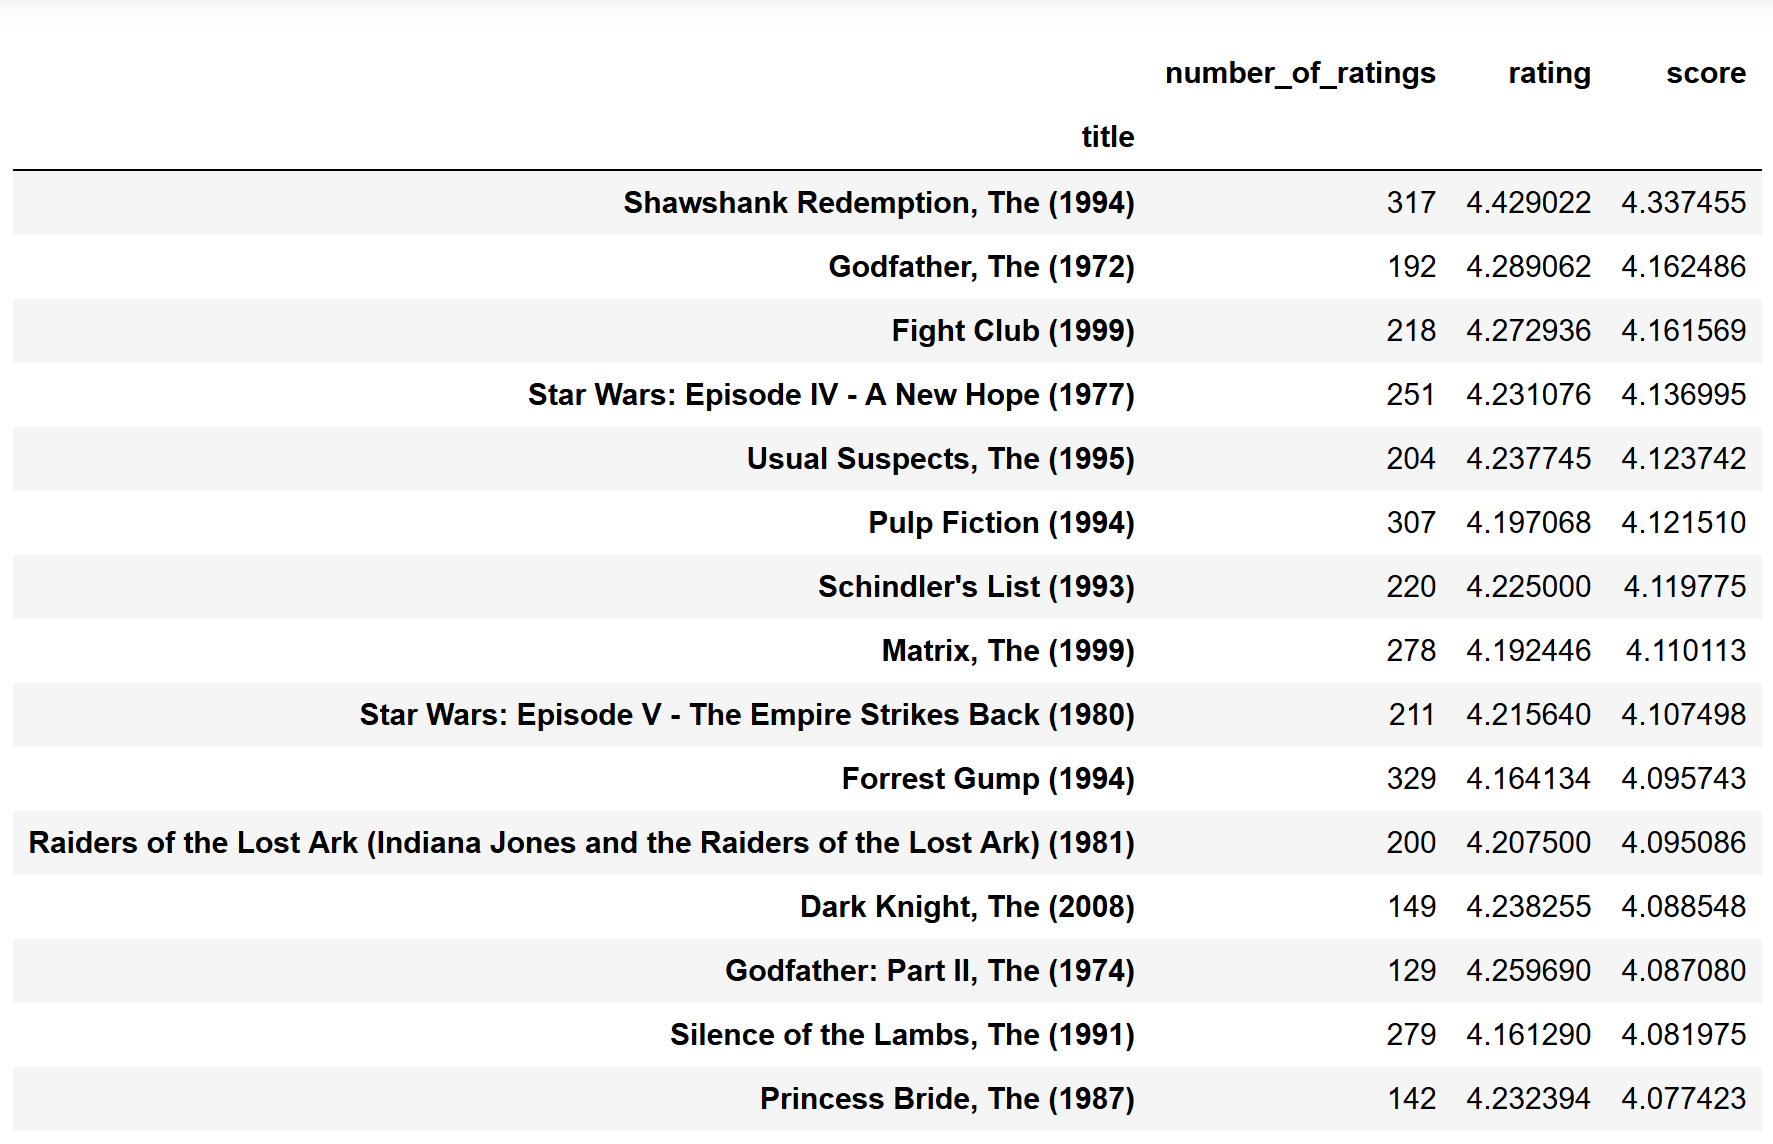 number_of_ratings rating score
title
Shawshank Redemption, The (1994) 317 4.429022 4.337455
Godfather, The (1972) 192 4.289062 4.162486
Fight Club (1999) 218 4.272936 4.161569
Star Wars: Episode IV - A New Hope (1977) 251 4.231076 4.136995
Usual Suspects, The (1995) 204 4.237745 4.123742
Pulp Fiction (1994) 307 4.197068 4.121510
Schindler's List (1993) 220 4.225000 4.119775
Matrix, The (1999) 278 4.192446 4.110113
Star Wars: Episode V - The Empire Strikes Back (1980) 211 4.215640 4.107498
Forrest Gump (1994) 329 4.164134 4.095743
Raiders of the Lost Ark (Indiana Jones and the Raiders of the Lost Ark) (1981) 200 4.207500 4.095086
Dark Knight, The (2008) 149 4.238255 4.088548
Godfather: Part II, The (1974) 129 4.259690 4.087080
Silence of the Lambs, The (1991) 279 4.161290 4.081975
Princess Bride, The (1987) 142 4.232394 4.077423